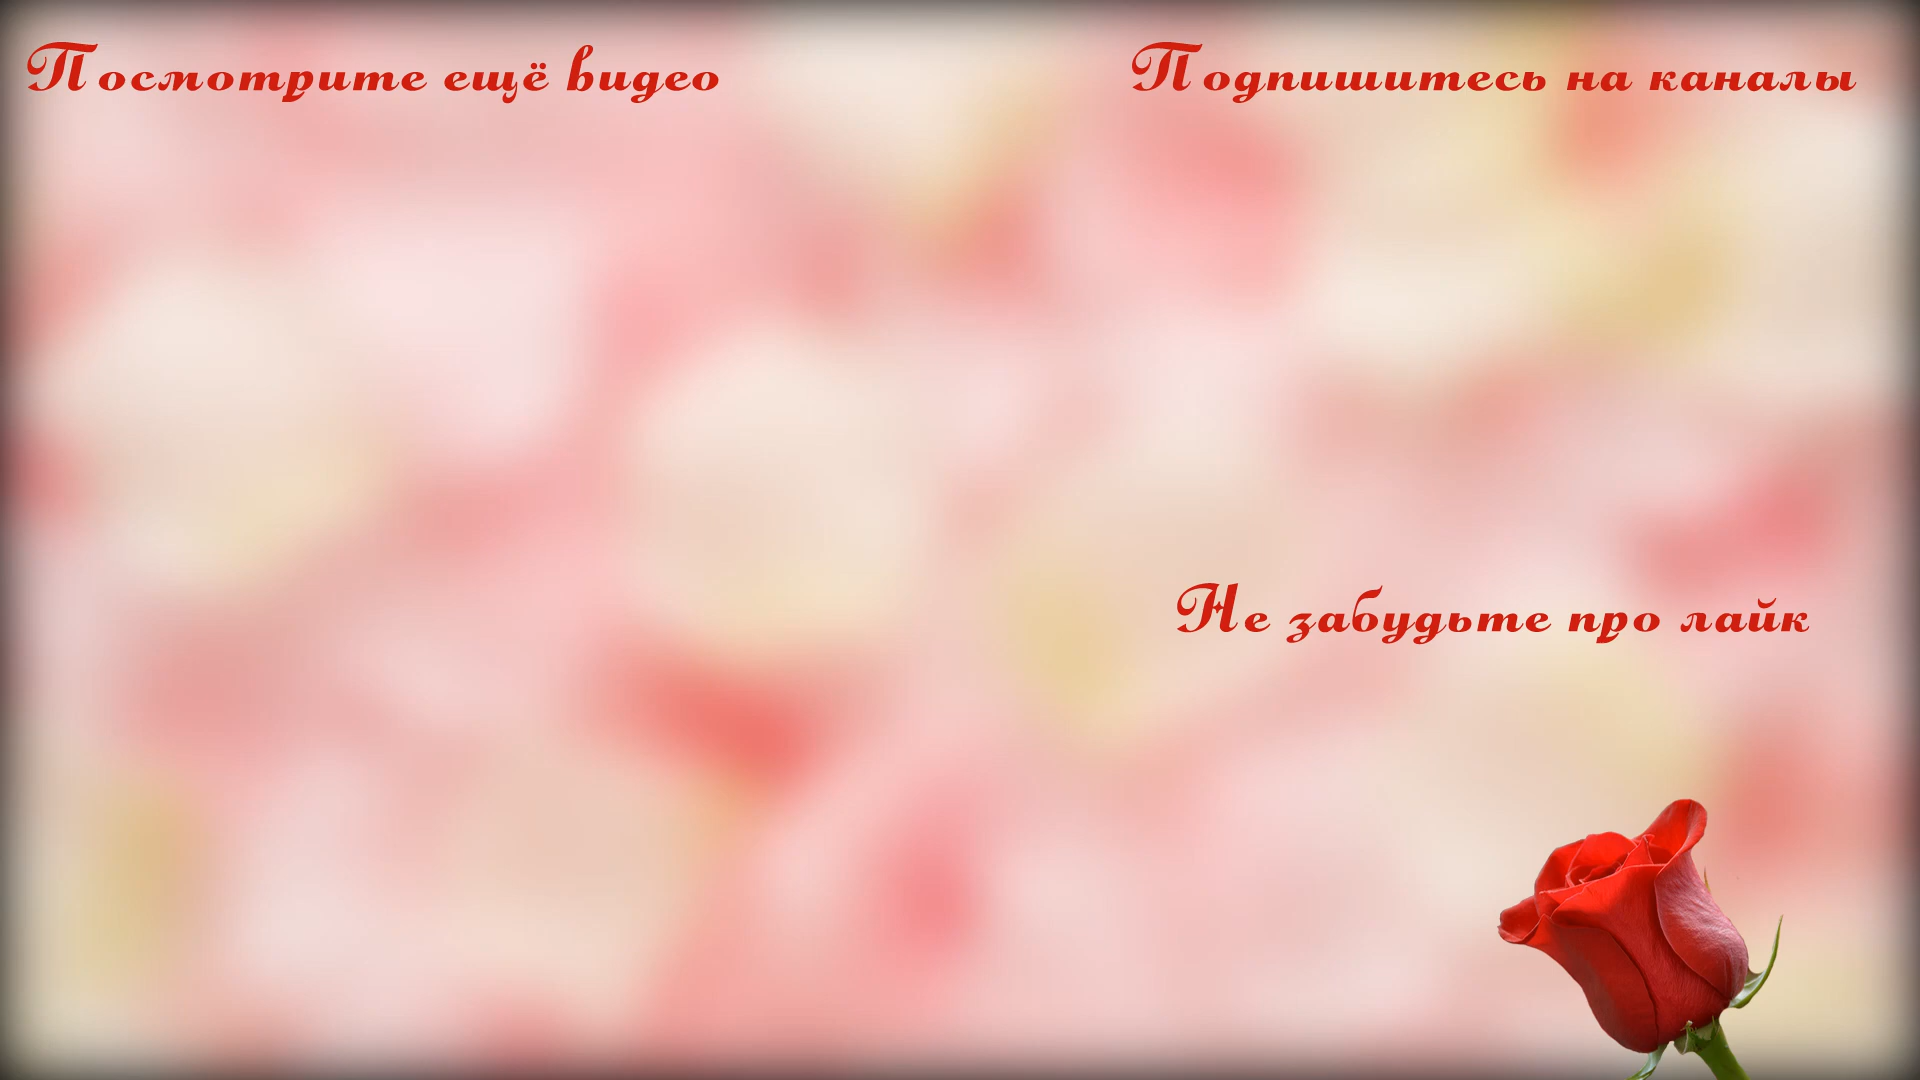 Посмотрите ещё видео
Подпишитесь на каналы
Не забудьте про лайк